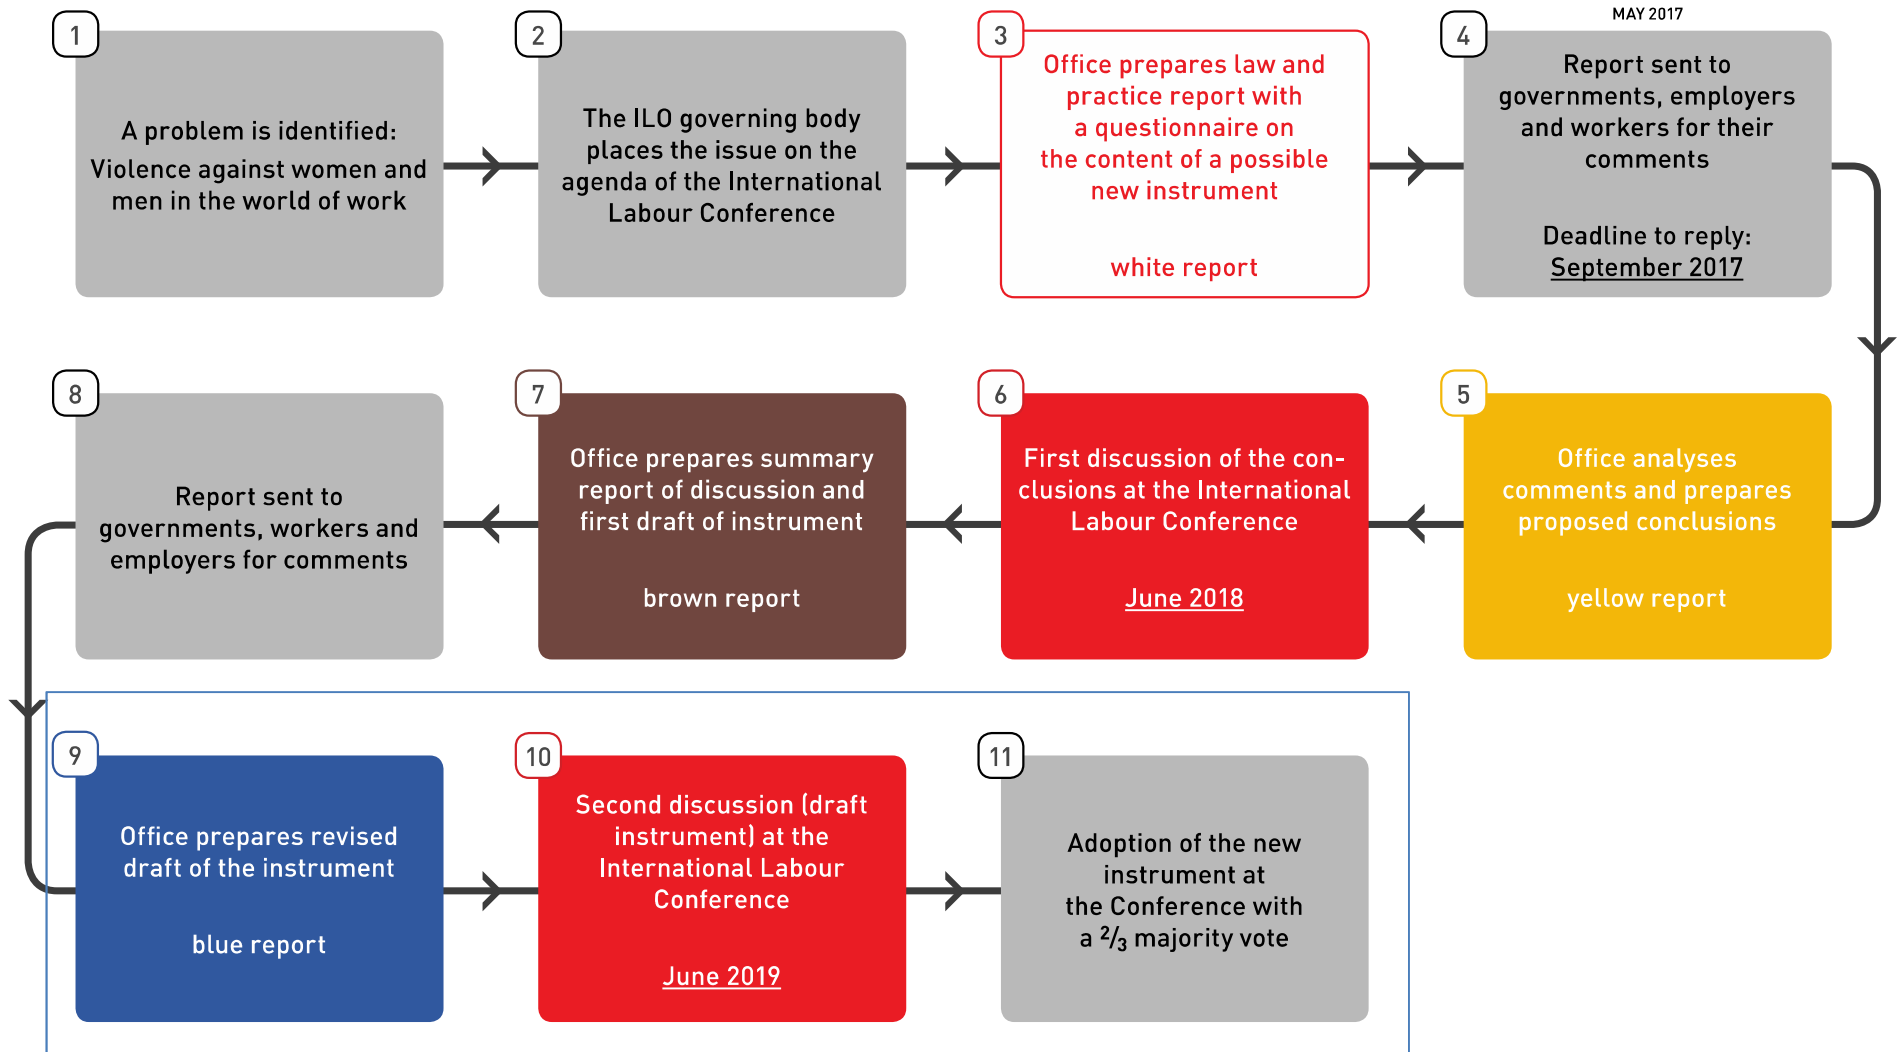 1
A problem is identified:
Violence against women and
men in the world of work
2
The ILO governing body
places the issue on the
agenda of the International
Labour Conference
3
Office prepares law and
practice report with
a questionnaire on
the content of a possible
new instrument
white report
MAY 2017
4
Report sent to
governments, employers
and workers for their
comments
Deadline to reply:
September 2017
5
Office analyses
comments and prepares
proposed conclusions
yellow report
6
First discussion of the con-
clusions at the International
Labour Conference
June 2018
7
Office prepares summary
report of discussion and
first draft of instrument
brown report
8
Report sent to
governments, workers and
employers for comments
9
Office prepares revised
draft of the instrument
blue report
10
Second discussion (draft
instrument) at the
International Labour
Conference
June 2019
11
Adoption of the new
instrument at
the Conference with
a 2/3 majority vote